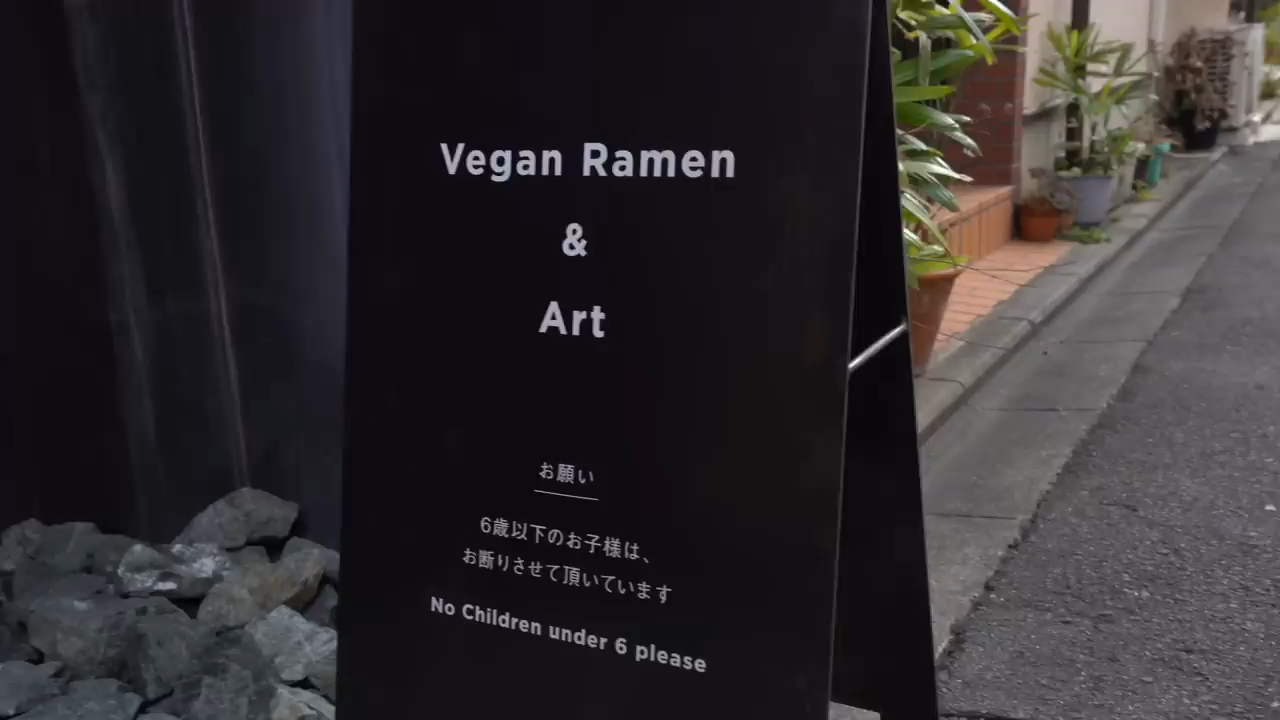 Vegan Ramen
&
Art
お願い
6歳以下のお子様は、
お断りさせて頂いています
No Children under 6 please